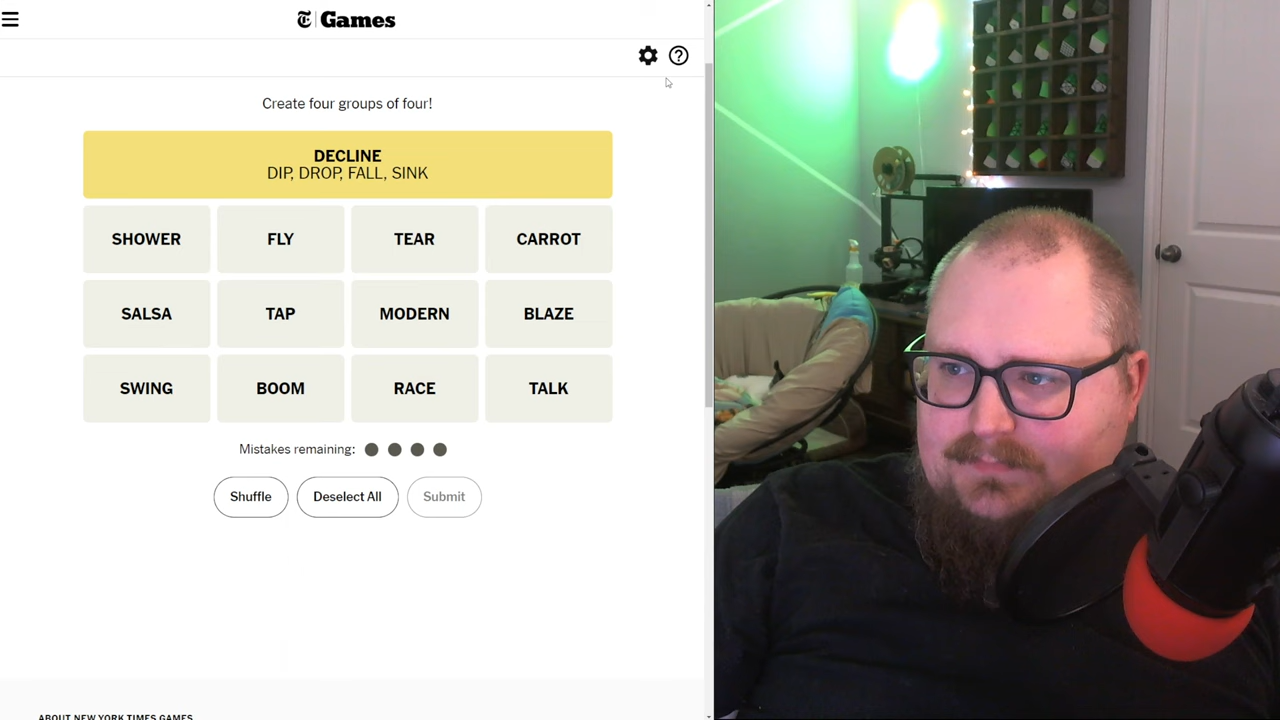 Games
Create four groups of four!
DECLINE
DIP, DROP, FALL, SINK
SHOWER FLY TEAR CARROT
SALSA TAP MODERN BLAZE
SWING BOOM RACE TALK
Mistakes remaining:
Shuffle Deselect All Submit
ABOUT NEW YORK TIMES GAMES